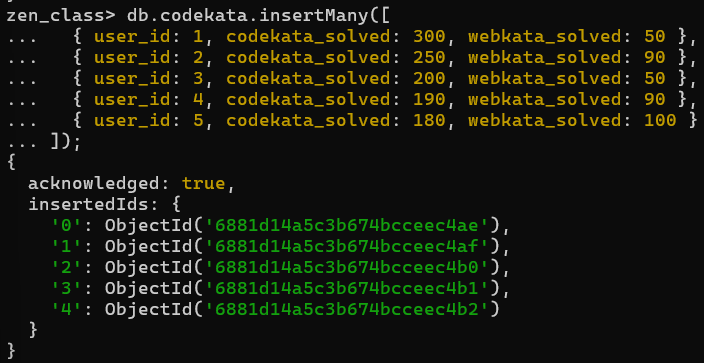 zen_class> db.codekata.insertMany([
...   { user_id: 1, codekata_solved: 300, webkata_solved: 50 },
...   { user_id: 2, codekata_solved: 250, webkata_solved: 90 },
...   { user_id: 3, codekata_solved: 200, webkata_solved: 50 },
...   { user_id: 4, codekata_solved: 190, webkata_solved: 90 },
...   { user_id: 5, codekata_solved: 180, webkata_solved: 100 }
... ]);
{
  acknowledged: true,
  insertedIds: {
    '0': ObjectId('6881d14a5c3b674bcceec4ae'),
    '1': ObjectId('6881d14a5c3b674bcceec4af'),
    '2': ObjectId('6881d14a5c3b674bcceec4b0'),
    '3': ObjectId('6881d14a5c3b674bcceec4b1'),
    '4': ObjectId('6881d14a5c3b674bcceec4b2')
  }
}